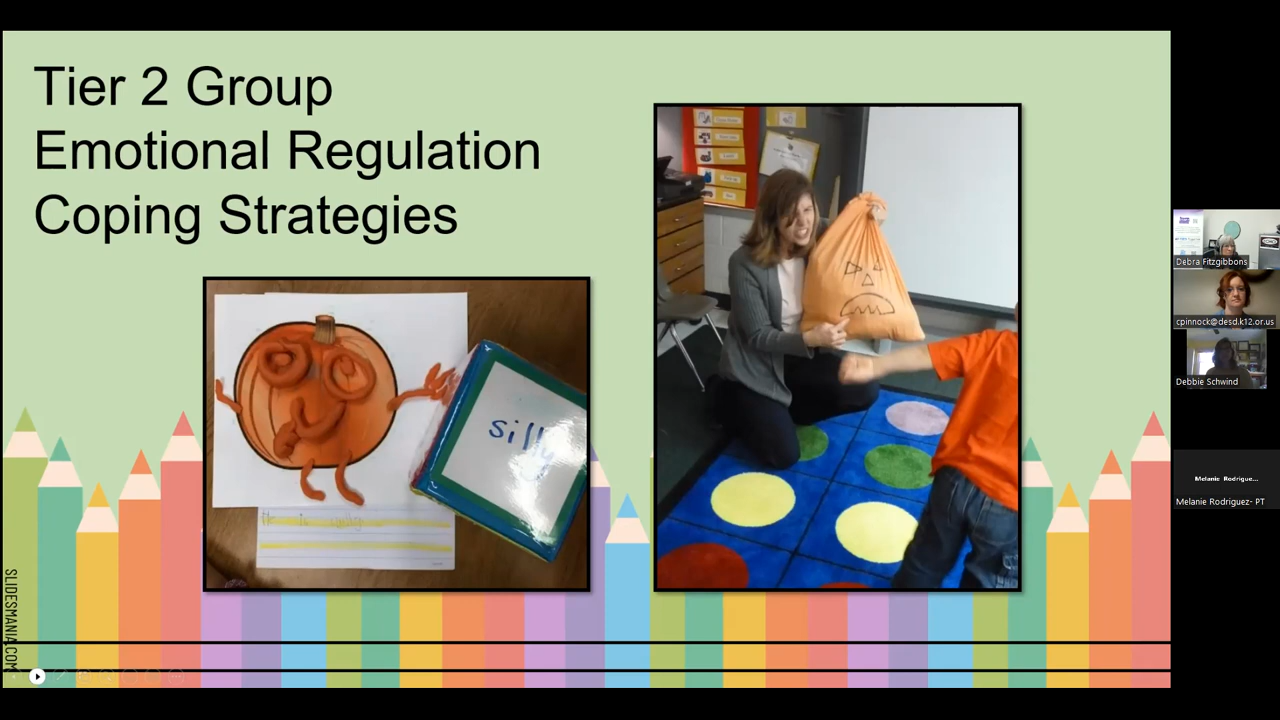 Tier 2 Group
Emotional Regulation
Coping Strategies
silly
SLIDESMANIA.COM
Debra Fitzgibbons
cpinnock@desd.k12.or.us
Debbie Schwind
Melanie Rodrigue...
Melanie Rodriguez- PT